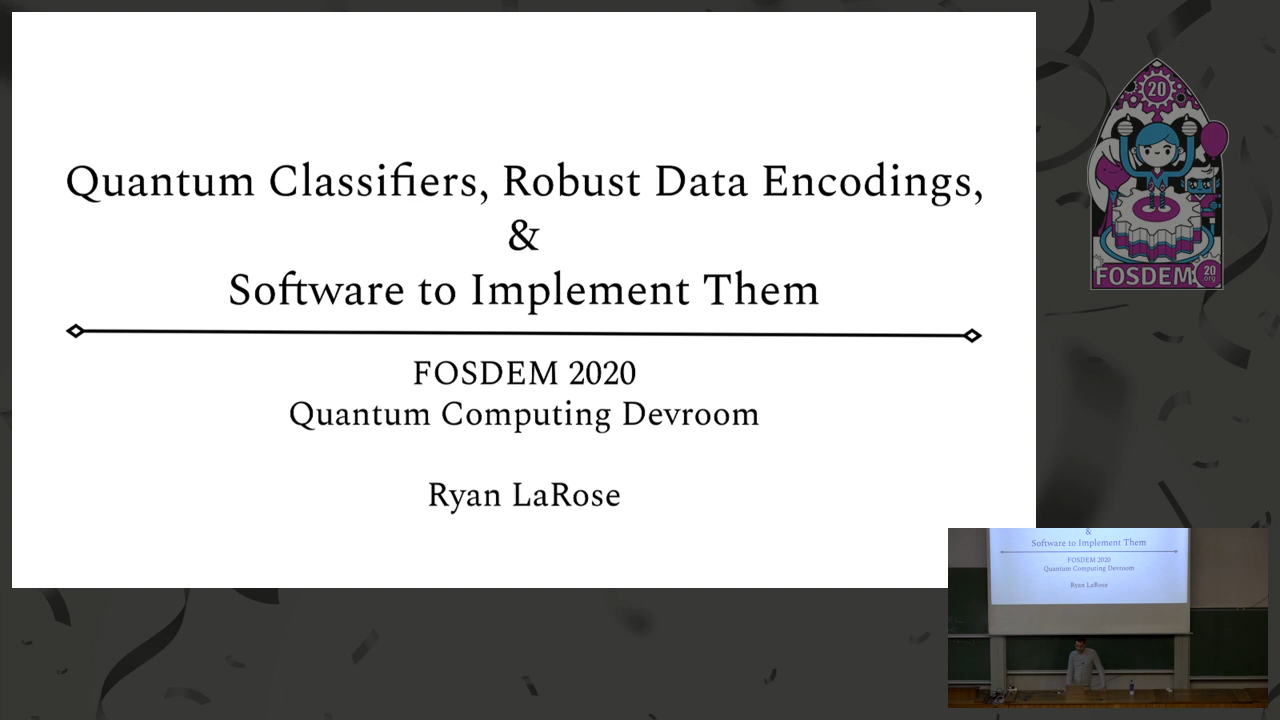 Quantum Classifiers, Robust Data Encodings,
&
Software to Implement Them
FOSDEM 2020
Quantum Computing Devroom
Ryan LaRose
20
FOSDEM
20
.org
&
Software to Implement Them
FOSDEM 2020
Quantum Computing Devroom
Ryan LaRose